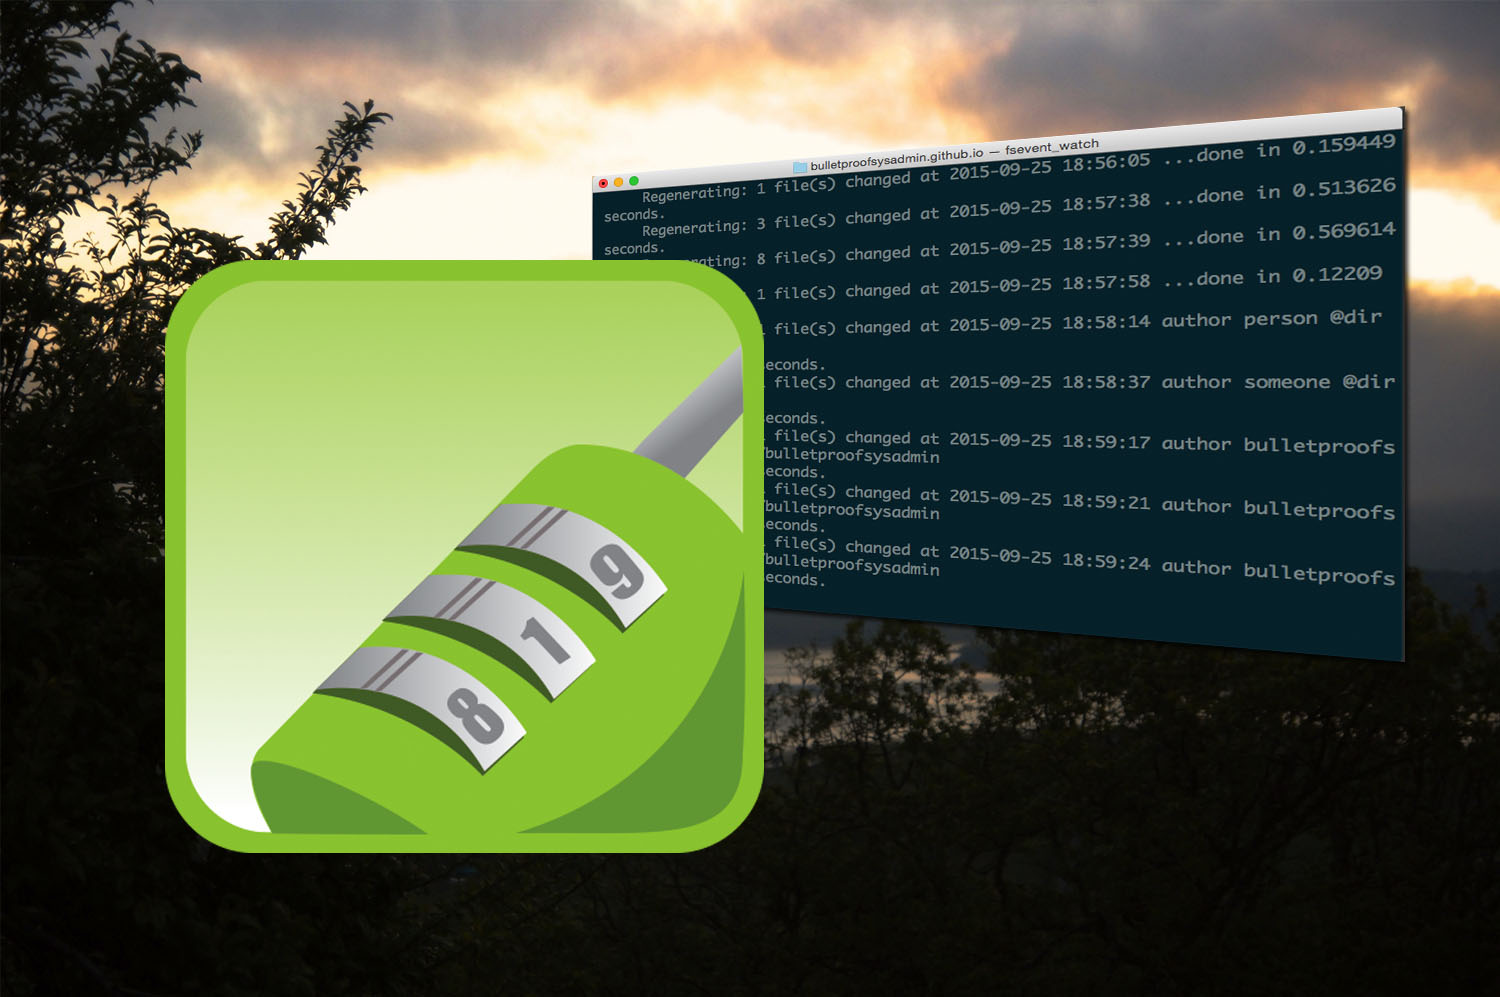 bulletproofsysadmin.github.io — fsevent_watch
Regenerating: 1 file(s) changed at 2015-09-25 18:56:05 ...done in 0.159449
seconds.
Regenerating: 3 file(s) changed at 2015-09-25 18:57:38 ...done in 0.513626
seconds.
8 file(s) changed at 2015-09-25 18:57:39 ...done in 0.569614
1 file(s) changed at 2015-09-25 18:57:58 ...done in 0.12209
file(s) changed at 2015-09-25 18:58:14 author person @dir
econds.
file(s) changed at 2015-09-25 18:58:37 author someone @dir
econds.
file(s) changed at 2015-09-25 18:59:17 author bulletproofs
/bulletproofsysadmin
econds.
file(s) changed at 2015-09-25 18:59:21 author bulletproofs
/bulletproofsysadmin
econds.
file(s) changed at 2015-09-25 18:59:24 author bulletproofs
/bulletproofsysadmin
econds.
9
1
8